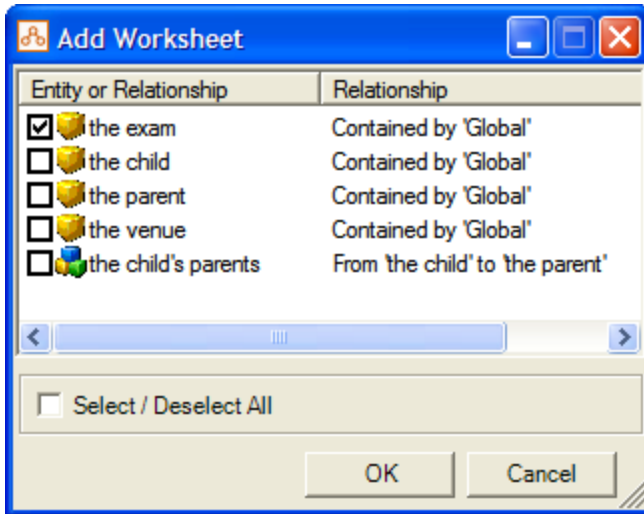 Add Worksheet
Entity or Relationship Relationship
the exam Contained by 'Global'
the child Contained by 'Global'
the parent Contained by 'Global'
the venue Contained by 'Global'
the child's parents From 'the child' to 'the parent'
Select / Deselect All
OK Cancel